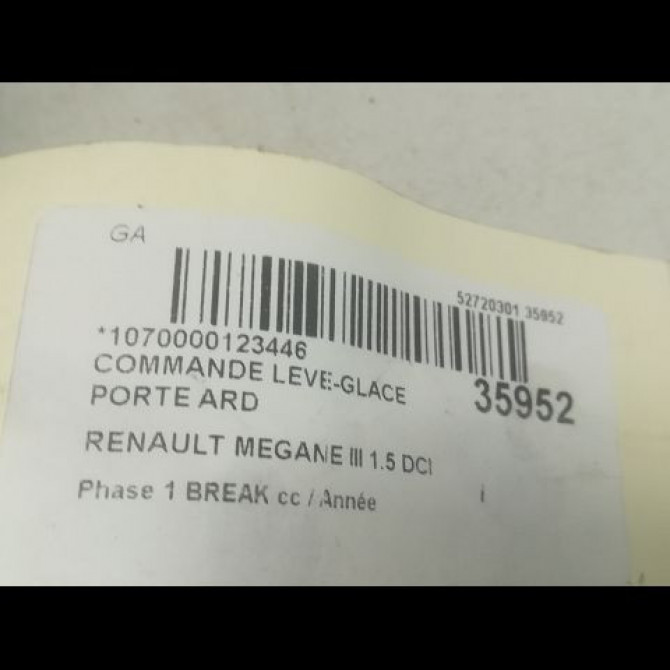 GA
52720301 35952
*1070000123446
COMMANDE LEVE-GLACE
35952
PORTE ARD
RENAULT MEGANE III 1.5 DCI
Phase 1 BREAK cc / Année
i